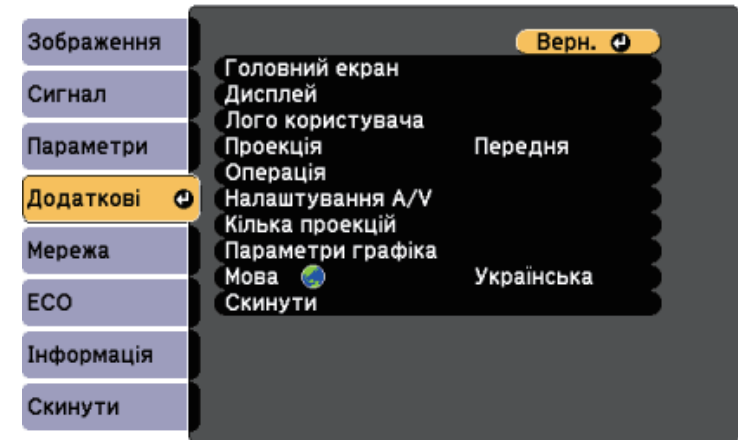 Зображення
Сигнал
Параметри
Додаткові
Мережа
ECO
Інформація
Скинути
Верн.
Головний екран
Дисплей
Лого користувача
Проекція Передня
Операція
Налаштування A/V
Кілька проекцій
Параметри графіка
Мова Українська
Скинути